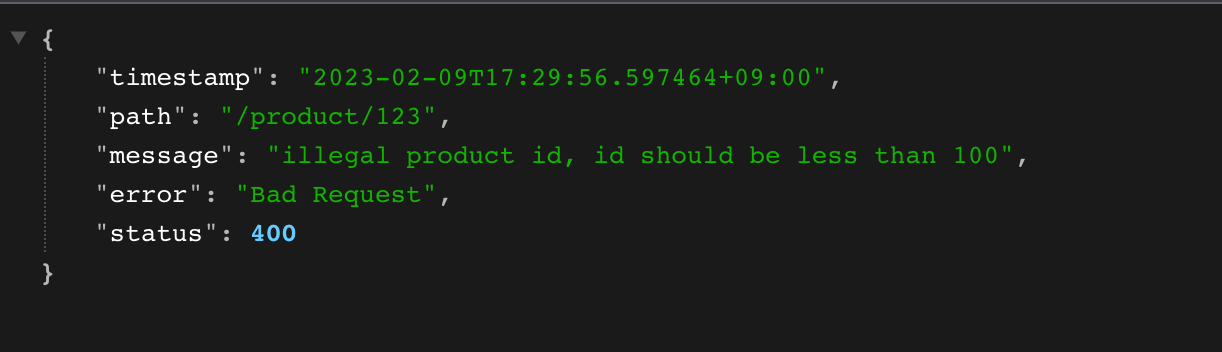 {
"timestamp": "2023-02-09T17:29:56.597464+09:00",
"path": "/product/123",
"message": "illegal product id, id should be less than 100",
"error": "Bad Request",
"status": 400
}